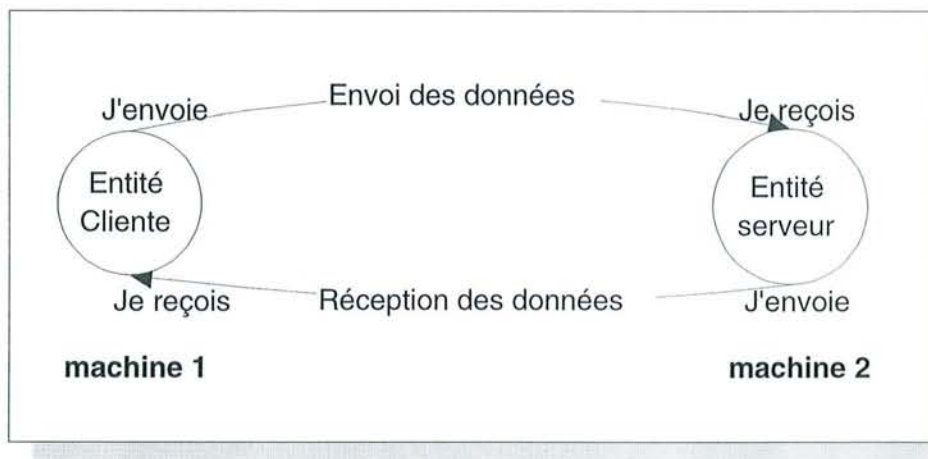 J'envoie
Envoi des données
Je reçois
Entité
Cliente
Entité
serveur
Je reçois
Réception des données
J'envoie
machine 1
machine 2